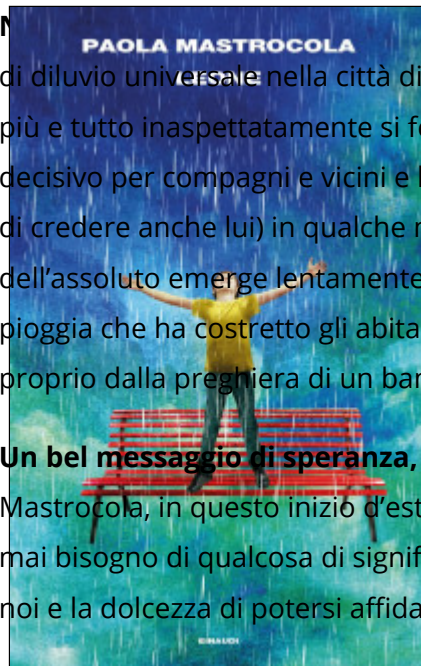 N
PAOLA MASTROCOLA
LEONE
di diluvio universale nella città di
più e tutto inaspettatamente si f
decisivo per compagni e vicini e
di credere anche lui) in qualche
dell’assoluto emerge lentamente
pioggia che ha costretto gli abita
proprio dalla preghiera di un ba
Un bel messaggio di speranza,
Mastrocola, in questo inizio d’est
mai bisogno di qualcosa di signif
noi e la dolcezza di potersi affida
EINAUDI